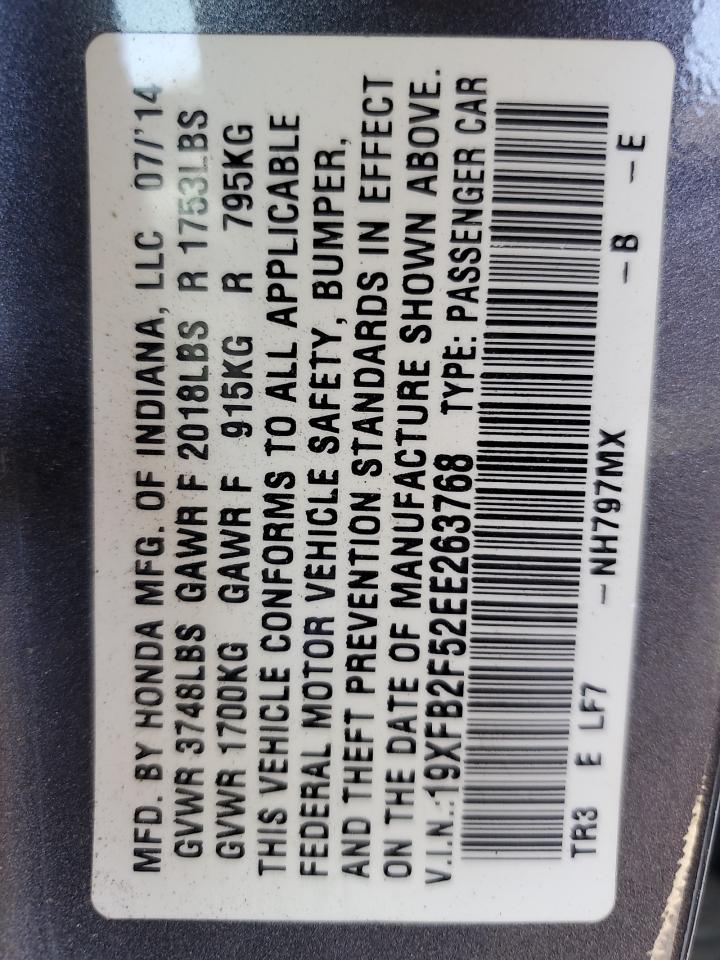 MFD. BY HONDA MFG. OF INDIANA, LLC 07/'14
GVWR 3748LBS GAWR F 2018LBS R 1753LBS
GVWR 1700KG GAWR F 915KG R 795KG
THIS VEHICLE CONFORMS TO ALL APPLICABLE
FEDERAL MOTOR VEHICLE SAFETY, BUMPER,
AND THEFT PREVENTION STANDARDS IN EFFECT
ON THE DATE OF MANUFACTURE SHOWN ABOVE.
V.I.N.:19XFB2F52EE263768 TYPE: PASSENGER CAR
TR3 E LF7 –NH797MX –B –E